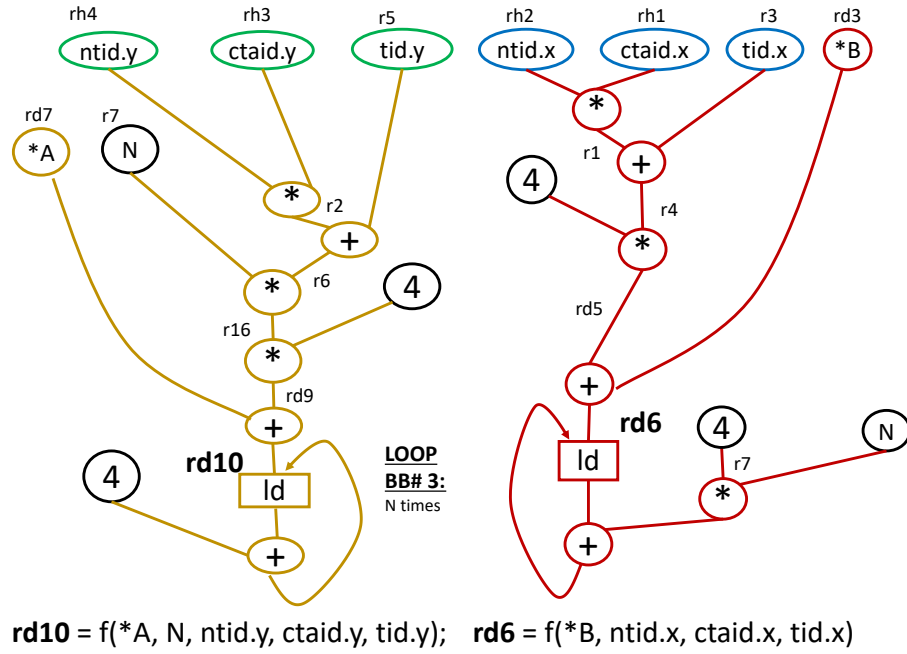 rh4 rh3 r5 rh2 rh1 r3 rd3
ntid.y ctaid.y tid.y ntid.x ctaid.x tid.x *B
rd7 r7 *
*A N r1 +
4
* r4
r2 + *
* r6 4
r16 rd5
*
rd9 +
+
rd10 LOOP rd6 4 N
4 ld BB# 3: ld r7
N times *
+ +
rd10 = f(*A, N, ntid.y, ctaid.y, tid.y); rd6 = f(*B, ntid.x, ctaid.x, tid.x)